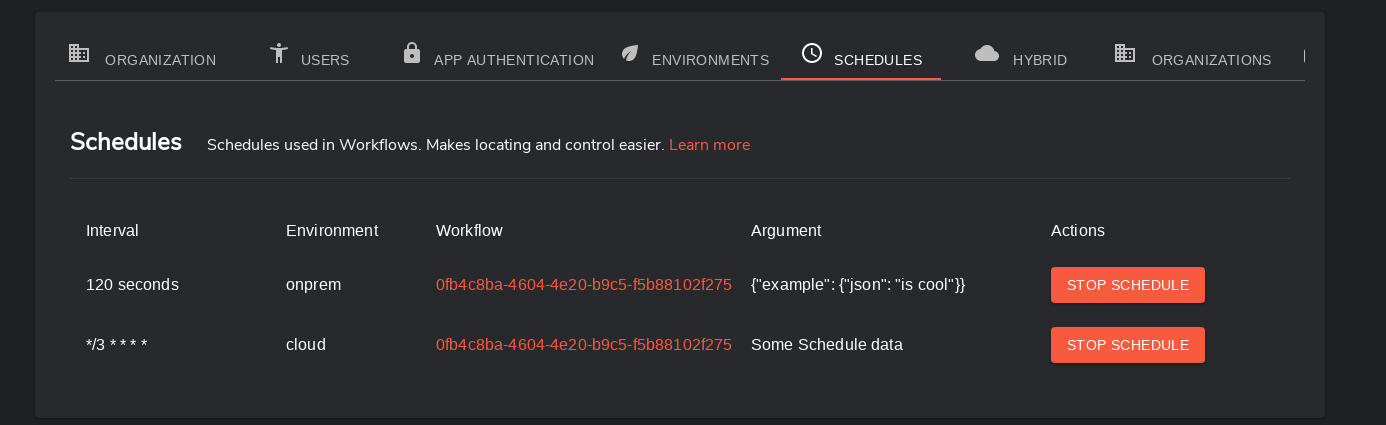 ORGANIZATION USERS APP AUTHENTICATION ENVIRONMENTS SCHEDULES HYBRID ORGANIZATIONS
Schedules Schedules used in Workflows. Makes locating and control easier. Learn more
Interval Environment Workflow Argument Actions
120 seconds onprem 0fb4c8ba-4604-4e20-b9c5-f5b88102f275 {"example": {"json": "is cool"}} STOP SCHEDULE
*/3 * * * * cloud 0fb4c8ba-4604-4e20-b9c5-f5b88102f275 Some Schedule data STOP SCHEDULE